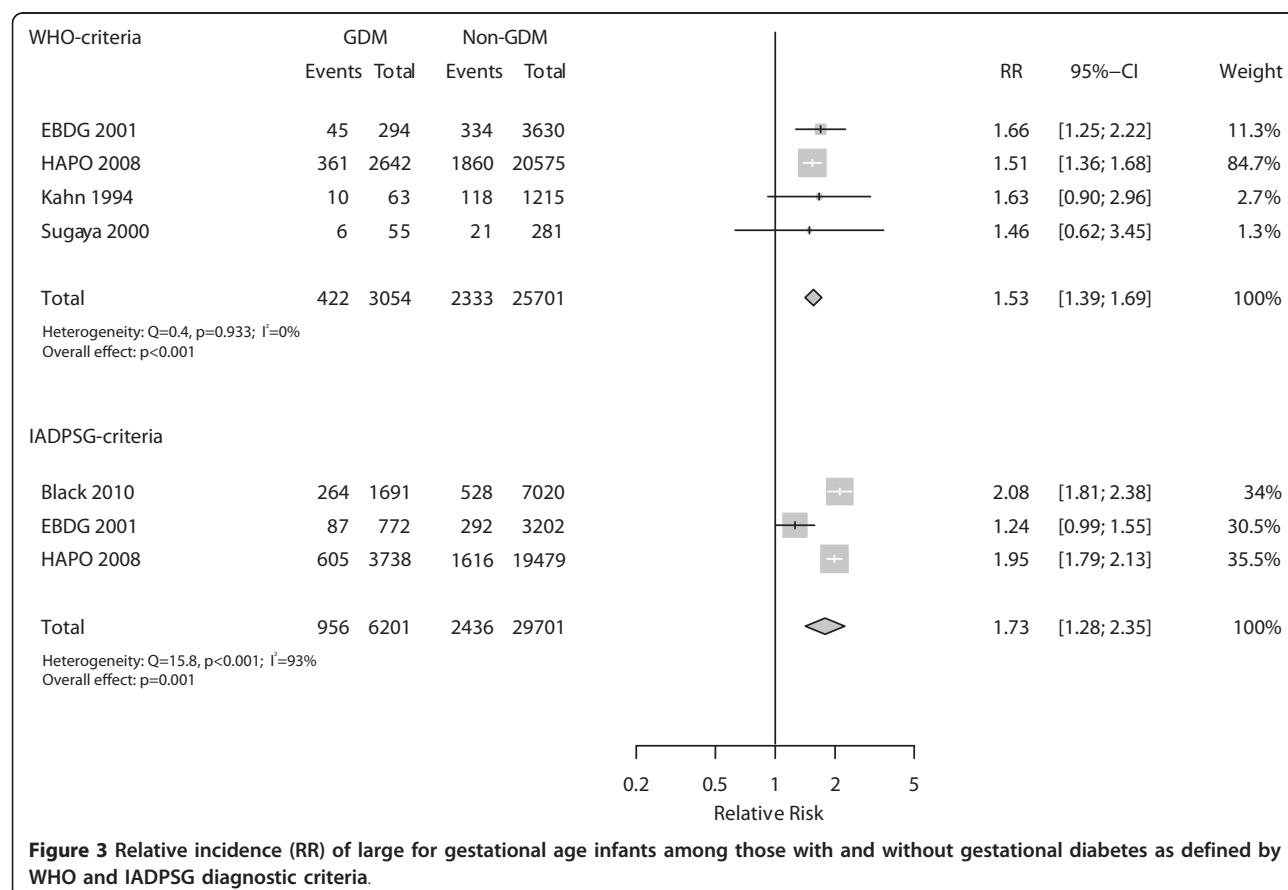 WHO-criteria GDM Non-GDM
Events Total Events Total RR 95%–CI Weight
EBDG 2001 45 294 334 3630 1.66 [1.25; 2.22] 11.3%
HAPO 2008 361 2642 1860 20575 1.51 [1.36; 1.68] 84.7%
Kahn 1994 10 63 118 1215 1.63 [0.90; 2.96] 2.7%
Sugaya 2000 6 55 21 281 1.46 [0.62; 3.45] 1.3%
Total 422 3054 2333 25701 1.53 [1.39; 1.69] 100%
Heterogeneity: Q=0.4, p=0.933; I²=0%
Overall effect: p<0.001
IADPSG-criteria
Black 2010 264 1691 528 7020 2.08 [1.81; 2.38] 34%
EBDG 2001 87 772 292 3202 1.24 [0.99; 1.55] 30.5%
HAPO 2008 605 3738 1616 19479 1.95 [1.79; 2.13] 35.5%
Total 956 6201 2436 29701 1.73 [1.28; 2.35] 100%
Heterogeneity: Q=15.8, p<0.001; I²=93%
Overall effect: p=0.001
0.2 0.5 1 2 5
Relative Risk
Figure 3 Relative incidence (RR) of large for gestational age infants among those with and without gestational diabetes as defined by
WHO and IADPSG diagnostic criteria.